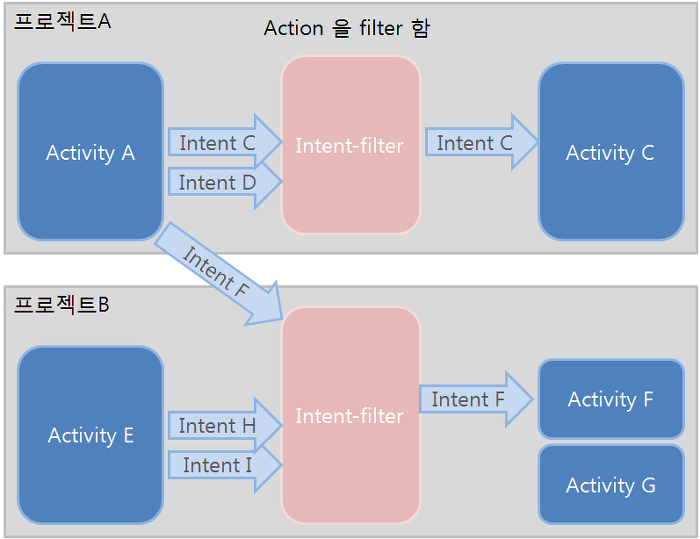 프로젝트A
Action 을 filter 함
Activity A
Intent C
Intent D
Intent-filter
Intent C
Activity C
Intent F
프로젝트B
Activity E
Intent H
Intent I
Intent-filter
Intent F
Activity F
Activity G